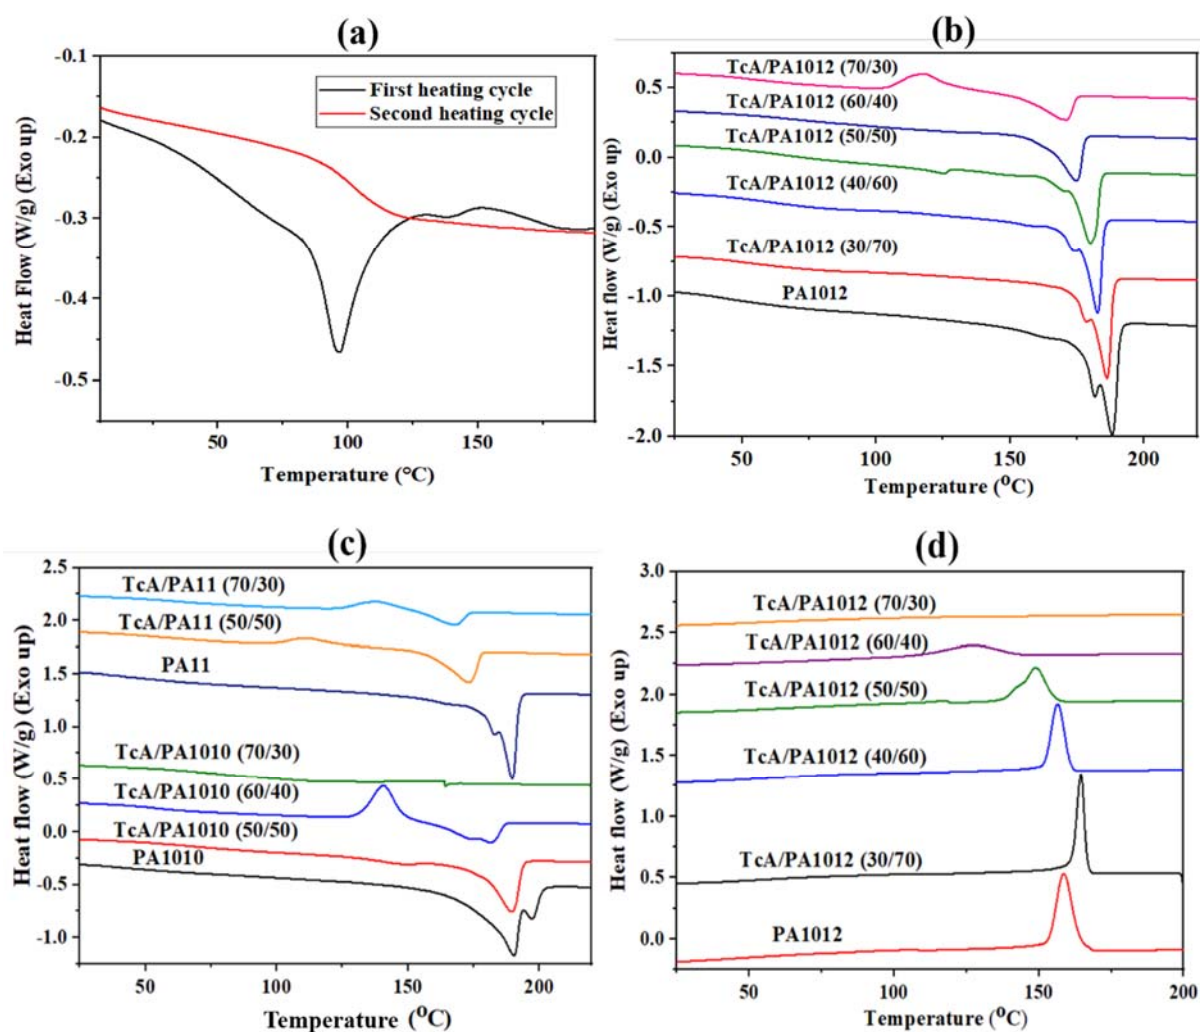 (a)
-0.1
-0.2
-0.3
-0.4
-0.5
Heat Flow (W/g) (Exo up)
First heating cycle
Second heating cycle
50
100
150
Temperature (°C)
(b)
0.5
0.0
-0.5
-1.0
-1.5
-2.0
Heat flow (W/g) (Exo up)
TcA/PA1012 (70/30)
TcA/PA1012 (60/40)
TcA/PA1012 (50/50)
TcA/PA1012 (40/60)
TcA/PA1012 (30/70)
PA1012
50
100
150
200
Temperature (⁰C)
(c)
2.5
2.0
1.5
1.0
0.5
0.0
-0.5
-1.0
Heat flow (W/g) (Exo up)
TcA/PA11 (70/30)
TcA/PA11 (50/50)
PA11
TcA/PA1010 (70/30)
TcA/PA1010 (60/40)
TcA/PA1010 (50/50)
PA1010
50
100
150
200
Temperature (⁰C)
(d)
3.0
2.5
2.0
1.5
1.0
0.5
0.0
Heat flow (W/g) (Exo up)
TcA/PA1012 (70/30)
TcA/PA1012 (60/40)
TcA/PA1012 (50/50)
TcA/PA1012 (40/60)
TcA/PA1012 (30/70)
PA1012
50
100
150
200
Temperature (⁰C)